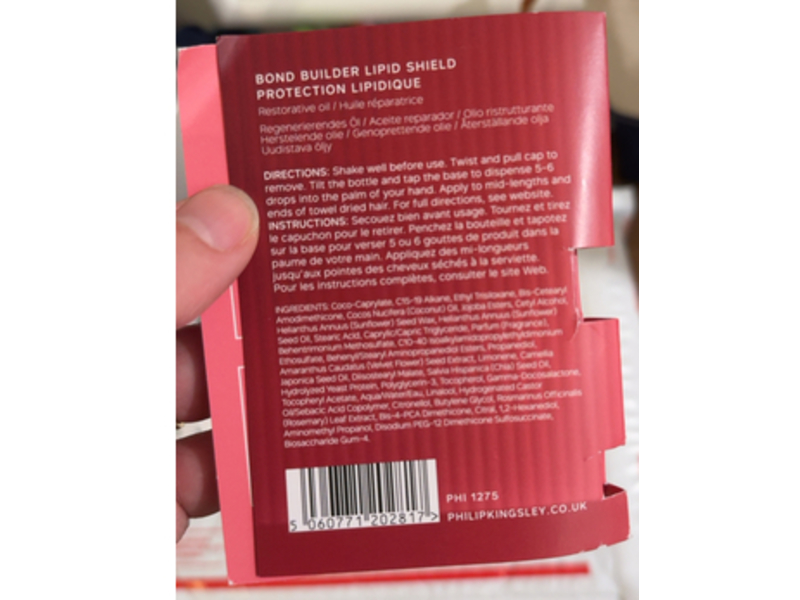 BOND BUILDER LIPID SHIELD
PROTECTION LIPIDIQUE
Restorative oil / Huile réparatrice
Regenerierendes Öl / Aceite reparador / Olio ristrutturante
Herstelende olie / Genoprettende olie / Återställande olja
Uudistava öljy
DIRECTIONS: Shake well before use. Twist and pull cap to
remove. Tilt the bottle and tap the base to dispense 5-6
drops into the palm of your hand. Apply to mid-lengths and
ends of towel dried hair. For full directions, see website.
INSTRUCTIONS: Secouez bien avant usage. Tournez et tirez
le capuchon pour le retirer. Penchez la bouteille et tapotez
sur la base pour verser 5 ou 6 gouttes de produit dans la
paume de votre main. Appliquez des mi-longueurs
jusqu'aux pointes des cheveux séchés à la serviette.
Pour les instructions complètes, consulter le site Web.
INGREDIENTS: Coco-Caprylate, C15-19 Alkane, Ethyl Trisiloxane, Bis-Cetearyl
Amodimethicone, Cocos Nucifera (Coconut) Oil, Jojoba Esters, Cetyl Alcohol,
Helianthus Annuus (Sunflower) Seed Wax, Helianthus Annuus (Sunflower)
Seed Oil, Stearic Acid, Caprylic/Capric Triglyceride, Parfum (Fragrance),
Behentrimonium Methosulfate, C10-40 Isoalkylamidopropylethyldimonium
Ethosulfate, Behenyl/Stearyl Aminopropanediol Esters, Propanediol,
Amaranthus Caudatus (Velvet Flower) Seed Extract, Limonene, Camellia
Japonica Seed Oil, Diisostearyl Malate, Salvia Hispanica (Chia) Seed Oil,
Hydrolyzed Yeast Protein, Polyglycerin-3, Tocopherol, Gamma-Docosalactone,
Tocopheryl Acetate, Aqua/Water/Eau, Linalool, Hydrogenated Castor
Oil/Sebacic Acid Copolymer, Citronellol, Butylene Glycol, Rosmarinus Officinalis
(Rosemary) Leaf Extract, Bis-4-PCA Dimethicone, Citral, 1,2-Hexanediol,
Aminomethyl Propanol, Disodium PEG-12 Dimethicone Sulfosuccinate,
Biosaccharide Gum-4.
PHI 1275
5 060771 202817 >
PHILIPKINGSLEY.CO.UK